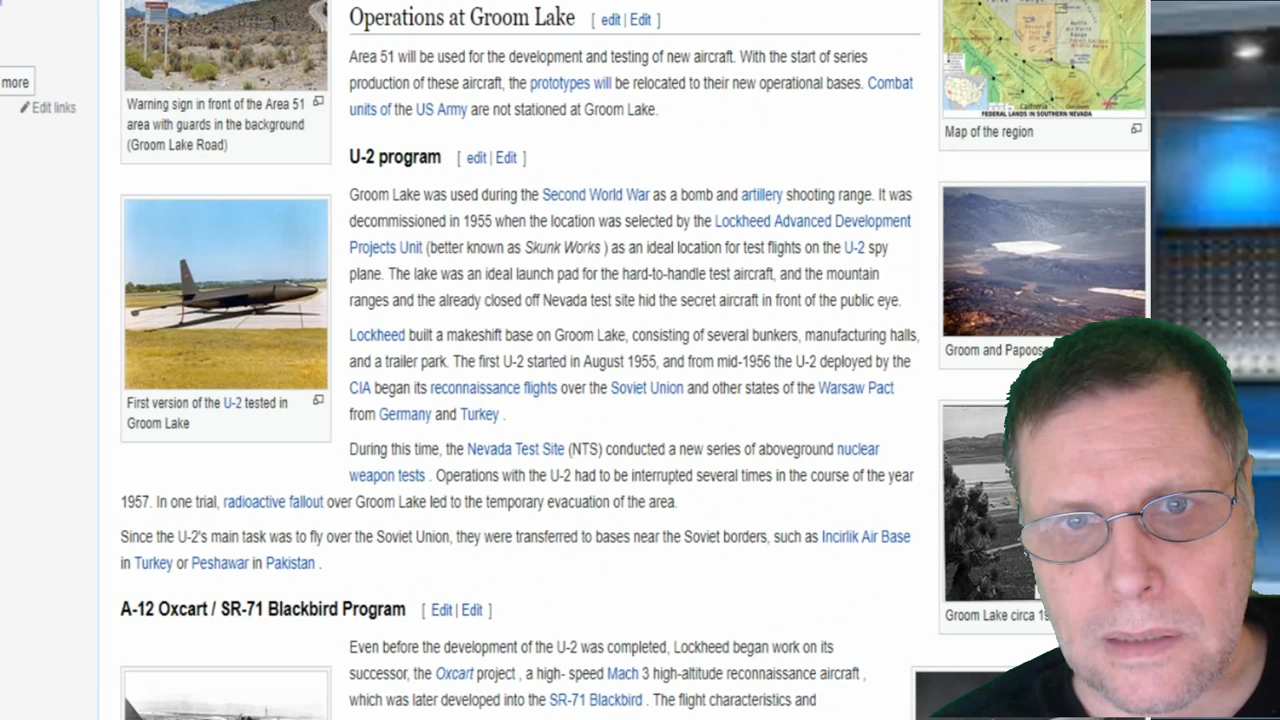 more
Edit links
Warning sign in front of the Area 51
area with guards in the background
(Groom Lake Road)
First version of the U-2 tested in
Groom Lake
Operations at Groom Lake [ edit | Edit ]
Area 51 will be used for the development and testing of new aircraft. With the start of series
production of these aircraft, the prototypes will be relocated to their new operational bases. Combat
units of the US Army are not stationed at Groom Lake.
U-2 program [ edit | Edit ]
Groom Lake was used during the Second World War as a bomb and artillery shooting range. It was
decommissioned in 1955 when the location was selected by the Lockheed Advanced Development
Projects Unit (better known as Skunk Works ) as an ideal location for test flights on the U-2 spy
plane. The lake was an ideal launch pad for the hard-to-handle test aircraft, and the mountain
ranges and the already closed off Nevada test site hid the secret aircraft in front of the public eye.
Lockheed built a makeshift base on Groom Lake, consisting of several bunkers, manufacturing halls,
and a trailer park. The first U-2 started in August 1955, and from mid-1956 the U-2 deployed by the
CIA began its reconnaissance flights over the Soviet Union and other states of the Warsaw Pact
from Germany and Turkey .
During this time, the Nevada Test Site (NTS) conducted a new series of aboveground nuclear
weapon tests . Operations with the U-2 had to be interrupted several times in the course of the year
1957. In one trial, radioactive fallout over Groom Lake led to the temporary evacuation of the area.
Since the U-2's main task was to fly over the Soviet Union, they were transferred to bases near the Soviet borders, such as Incirlik Air Base
in Turkey or Peshawar in Pakistan .
A-12 Oxcart / SR-71 Blackbird Program [ Edit | Edit ]
Even before the development of the U-2 was completed, Lockheed began work on its
successor, the Oxcart project , a high- speed Mach 3 high-altitude reconnaissance aircraft ,
which was later developed into the SR-71 Blackbird . The flight characteristics and
California
FEDERAL LANDS IN SOUTHERN NEVADA
Map of the region
Groom and Papoos
Groom Lake circa